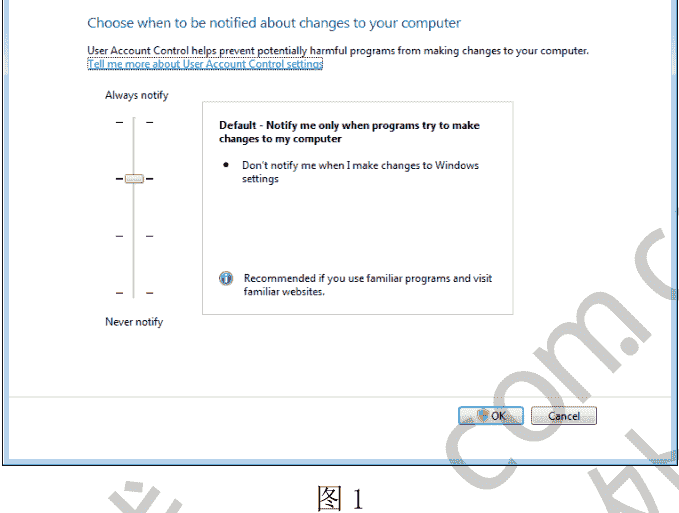 Choose when to be notified about changes to your computer
User Account Control helps prevent potentially harmful programs from making changes to your computer.
Tell me more about User Account Control settings
Always notify
Default - Notify me only when programs try to make
changes to my computer
Don't notify me when I make changes to Windows
settings
Recommended if you use familiar programs and visit
familiar websites.
Never notify
OK
Cancel
com.c
图 1